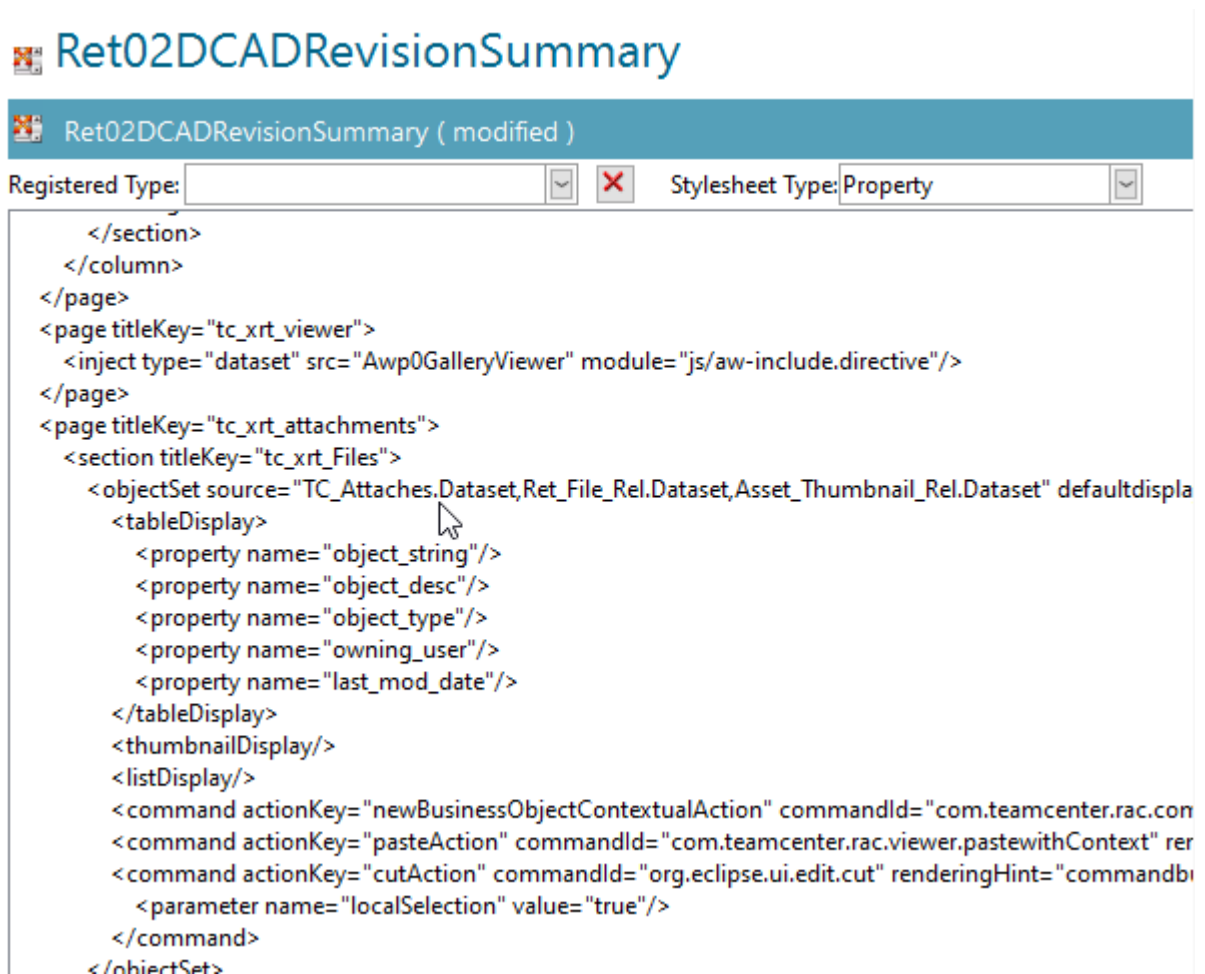 Ret02DCADRevisionSummary
Ret02DCADRevisionSummary ( modified )
Registered Type: Stylesheet Type: Property
</section>
</column>
</page>
<page titleKey="tc_xrt_viewer">
<inject type="dataset" src="Awp0GalleryViewer" module="js/aw-include.directive"/>
</page>
<page titleKey="tc_xrt_attachments">
<section titleKey="tc_xrt_Files">
<objectSet source="TC_Attaches.Dataset,Ret_File_Rel.Dataset,Asset_Thumbnail_Rel.Dataset" defaultdispla
<tableDisplay>
<property name="object_string"/>
<property name="object_desc"/>
<property name="object_type"/>
<property name="owning_user"/>
<property name="last_mod_date"/>
</tableDisplay>
<thumbnailDisplay/>
<listDisplay/>
<command actionKey="newBusinessObjectContextualAction" commandId="com.teamcenter.rac.com
<command actionKey="pasteAction" commandId="com.teamcenter.rac.viewer.pastewithContext" rer
<command actionKey="cutAction" commandId="org.eclipse.ui.edit.cut" renderingHint="commandbu
<parameter name="localSelection" value="true"/>
</command>
</objectSet>